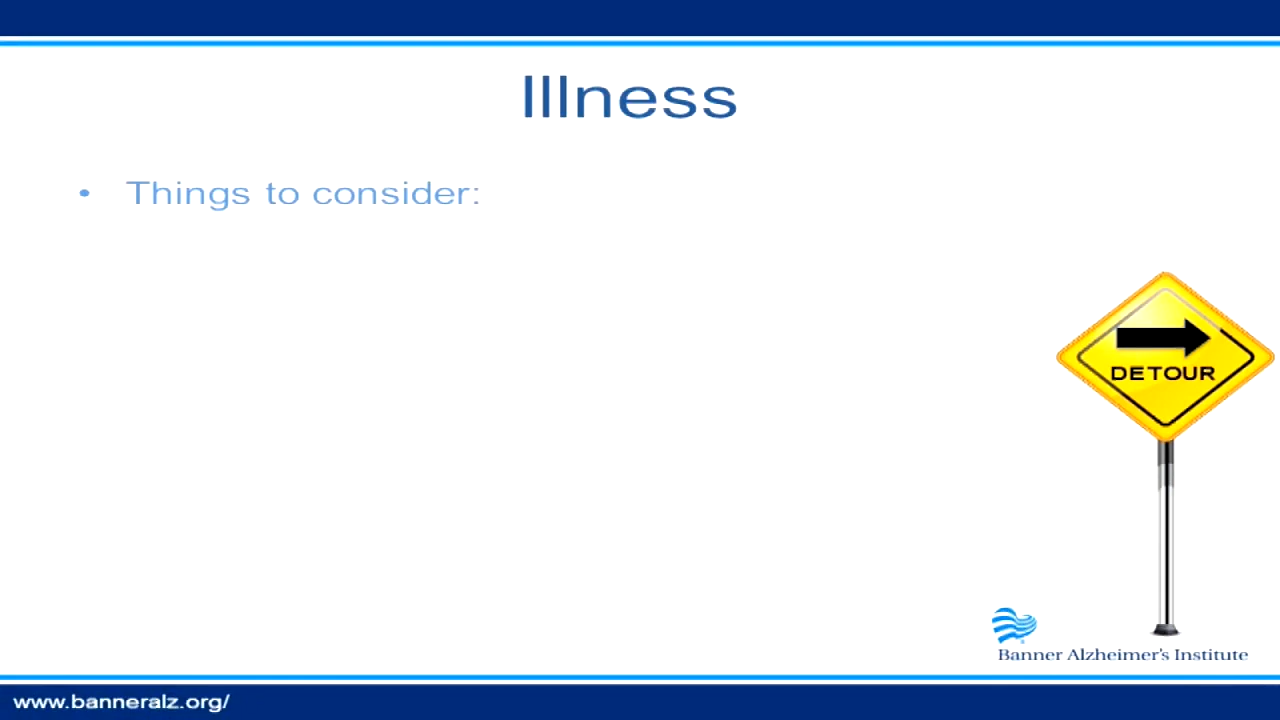 Illness
• Things to consider:
DETOUR
Banner Alzheimer's Institute
www.banneralz.org/